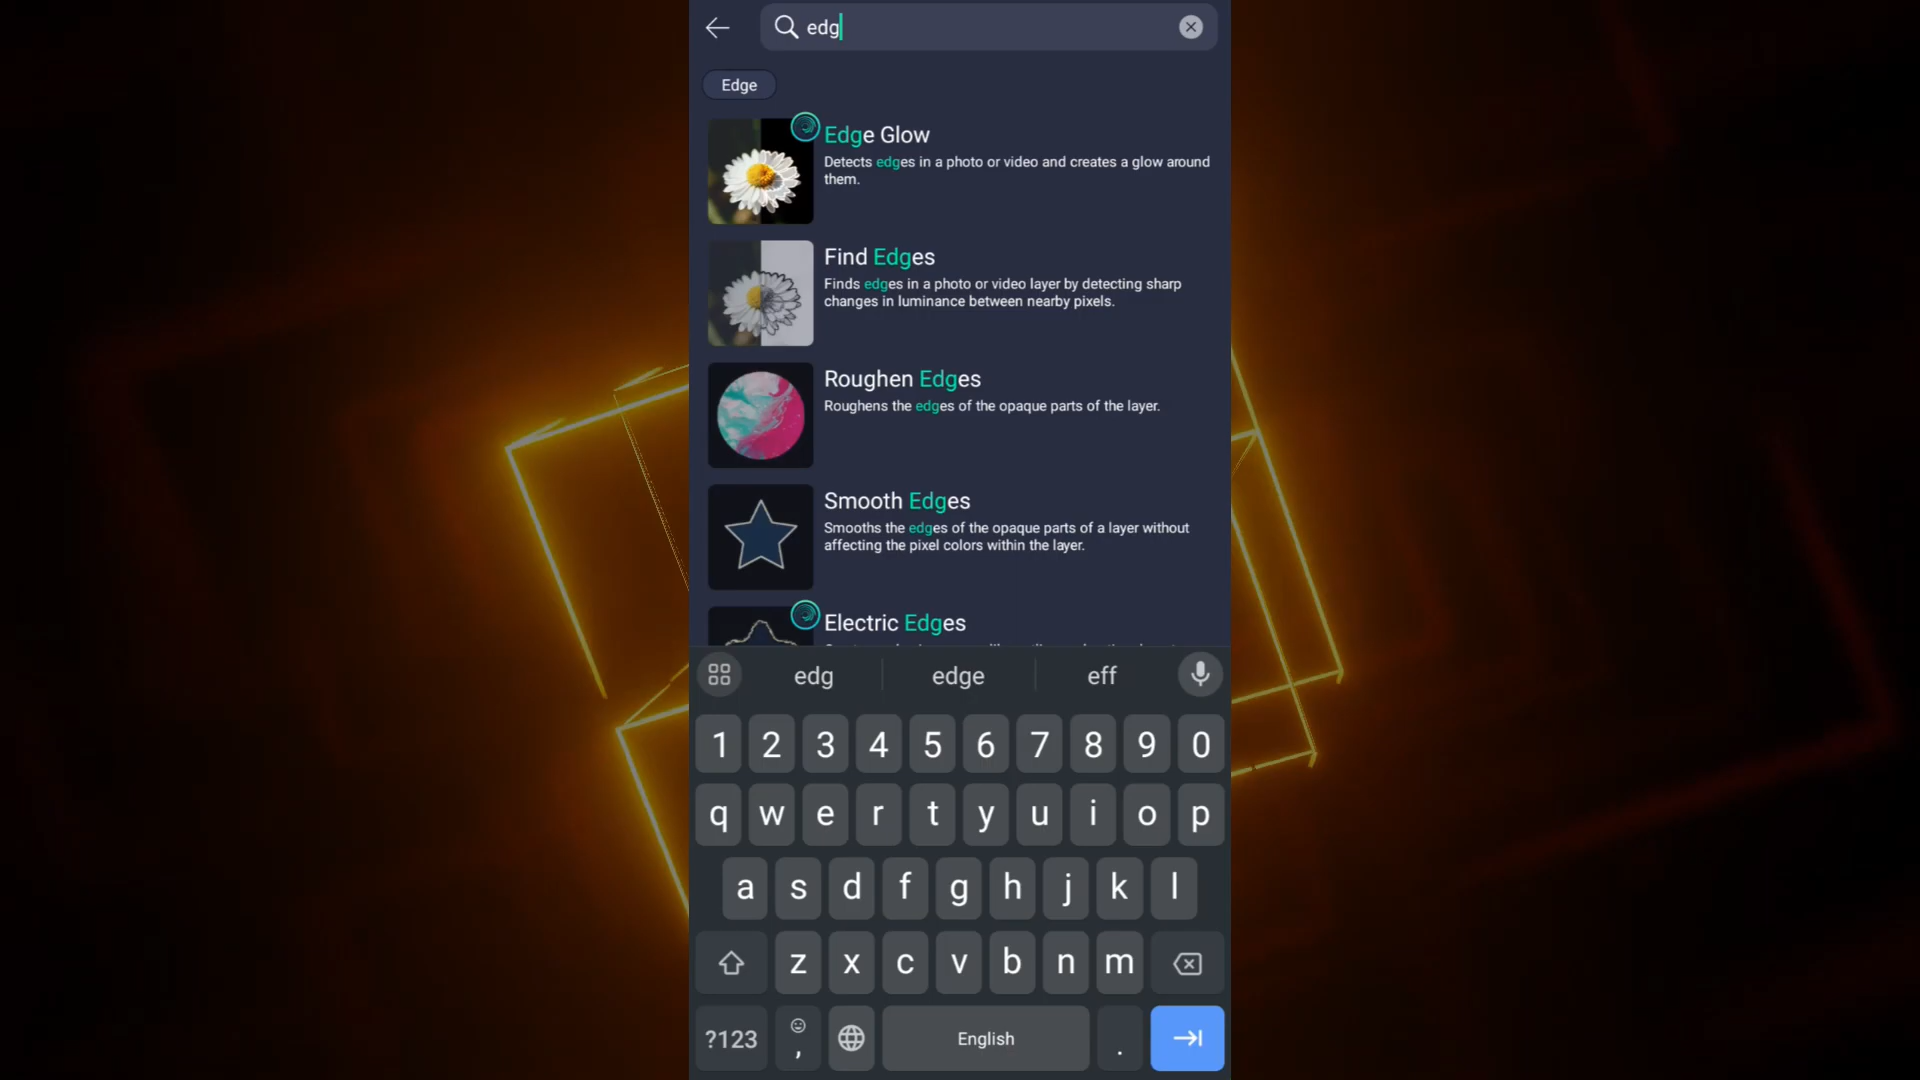 edg
Edge
Edge Glow
Detects edges in a photo or video and creates a glow around
them.
Find Edges
Finds edges in a photo or video layer by detecting sharp
changes in luminance between nearby pixels.
Roughen Edges
Roughens the edges of the opaque parts of the layer.
Smooth Edges
Smooths the edges of the opaque parts of a layer without
affecting the pixel colors within the layer.
Electric Edges
edg edge eff
1 2 3 4 5 6 7 8 9 0
q w e r t y u i o p
a s d f g h j k l
z x c v b n m
?123 , English .